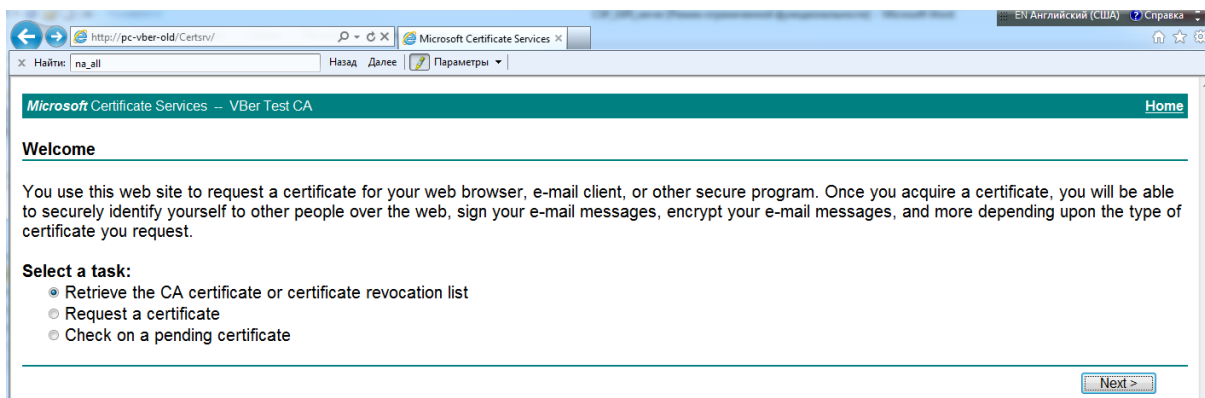 EN Английский (США) ? Справка
http://pc-vber-old/Certsrv/ Microsoft Certificate Services ×
× Найти: na_all Назад Далее Параметры
Microsoft Certificate Services -- VBer Test CA Home
Welcome
You use this web site to request a certificate for your web browser, e-mail client, or other secure program. Once you acquire a certificate, you will be able
to securely identify yourself to other people over the web, sign your e-mail messages, encrypt your e-mail messages, and more depending upon the type of
certificate you request.
Select a task:
Retrieve the CA certificate or certificate revocation list
Request a certificate
Check on a pending certificate
Next >